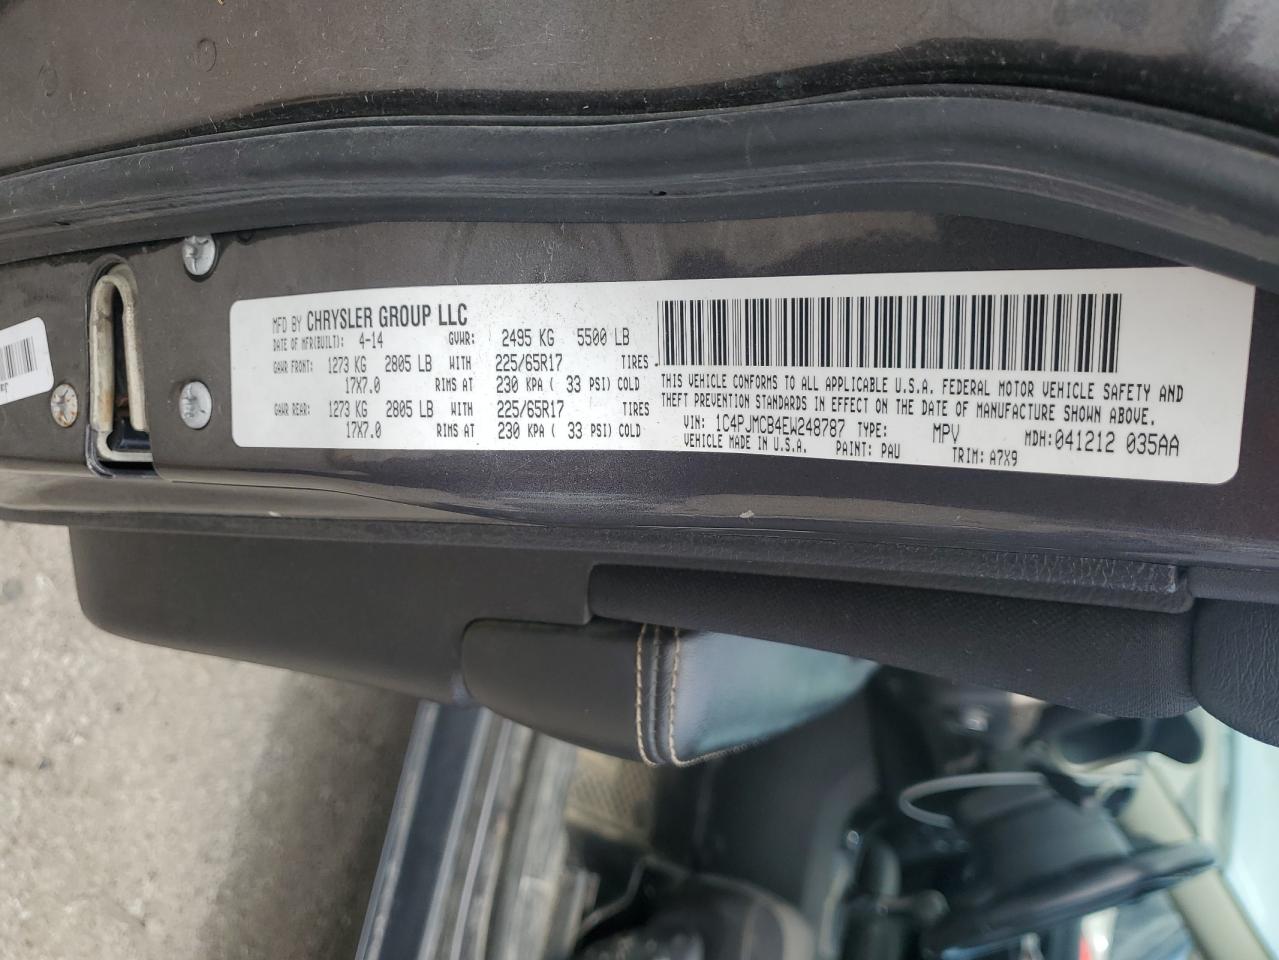 MFD BY CHRYSLER GROUP LLC
DATE OF MFR(BUILT): 4-14 GVWR: 2495 KG 5500 LB
GAWR FRONT: 1273 KG 2805 LB WITH 225/65R17 TIRES
17X7.0 RIMS AT 230 KPA ( 33 PSI) COLD
GAWR REAR: 1273 KG 2805 LB WITH 225/65R17 TIRES
17X7.0 RIMS AT 230 KPA ( 33 PSI) COLD
THIS VEHICLE CONFORMS TO ALL APPLICABLE U.S.A. FEDERAL MOTOR VEHICLE SAFETY AND
THEFT PREVENTION STANDARDS IN EFFECT ON THE DATE OF MANUFACTURE SHOWN ABOVE.
VIN: 1C4PJMCB4EW248787 TYPE: MPV MDH: 041212 035AA
VEHICLE MADE IN U.S.A. PAINT: PAU TRIM: A7X9